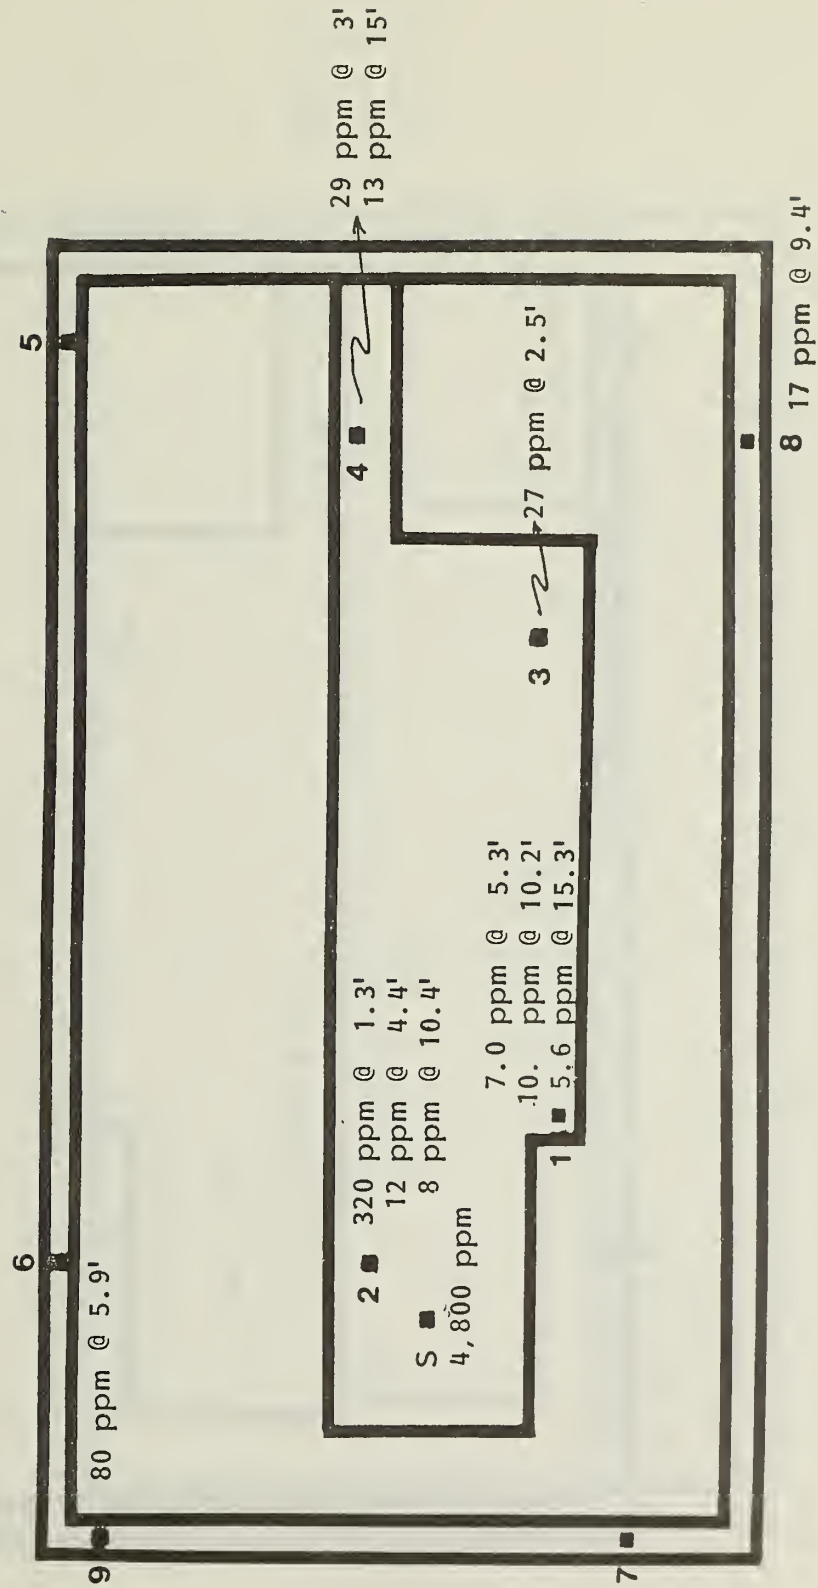 5
6
80 ppm @ 5.9'
9
29 ppm @ 3'
13 ppm @ 15'
4
2
320 ppm @ 1.3'
12 ppm @ 4.4'
8 ppm @ 10.4'
S
4,800 ppm
27 ppm @ 2.5'
3
7.0 ppm @ 5.3'
10. ppm @ 10.2'
5.6 ppm @ 15.3'
1
7
8
17 ppm @ 9.4'